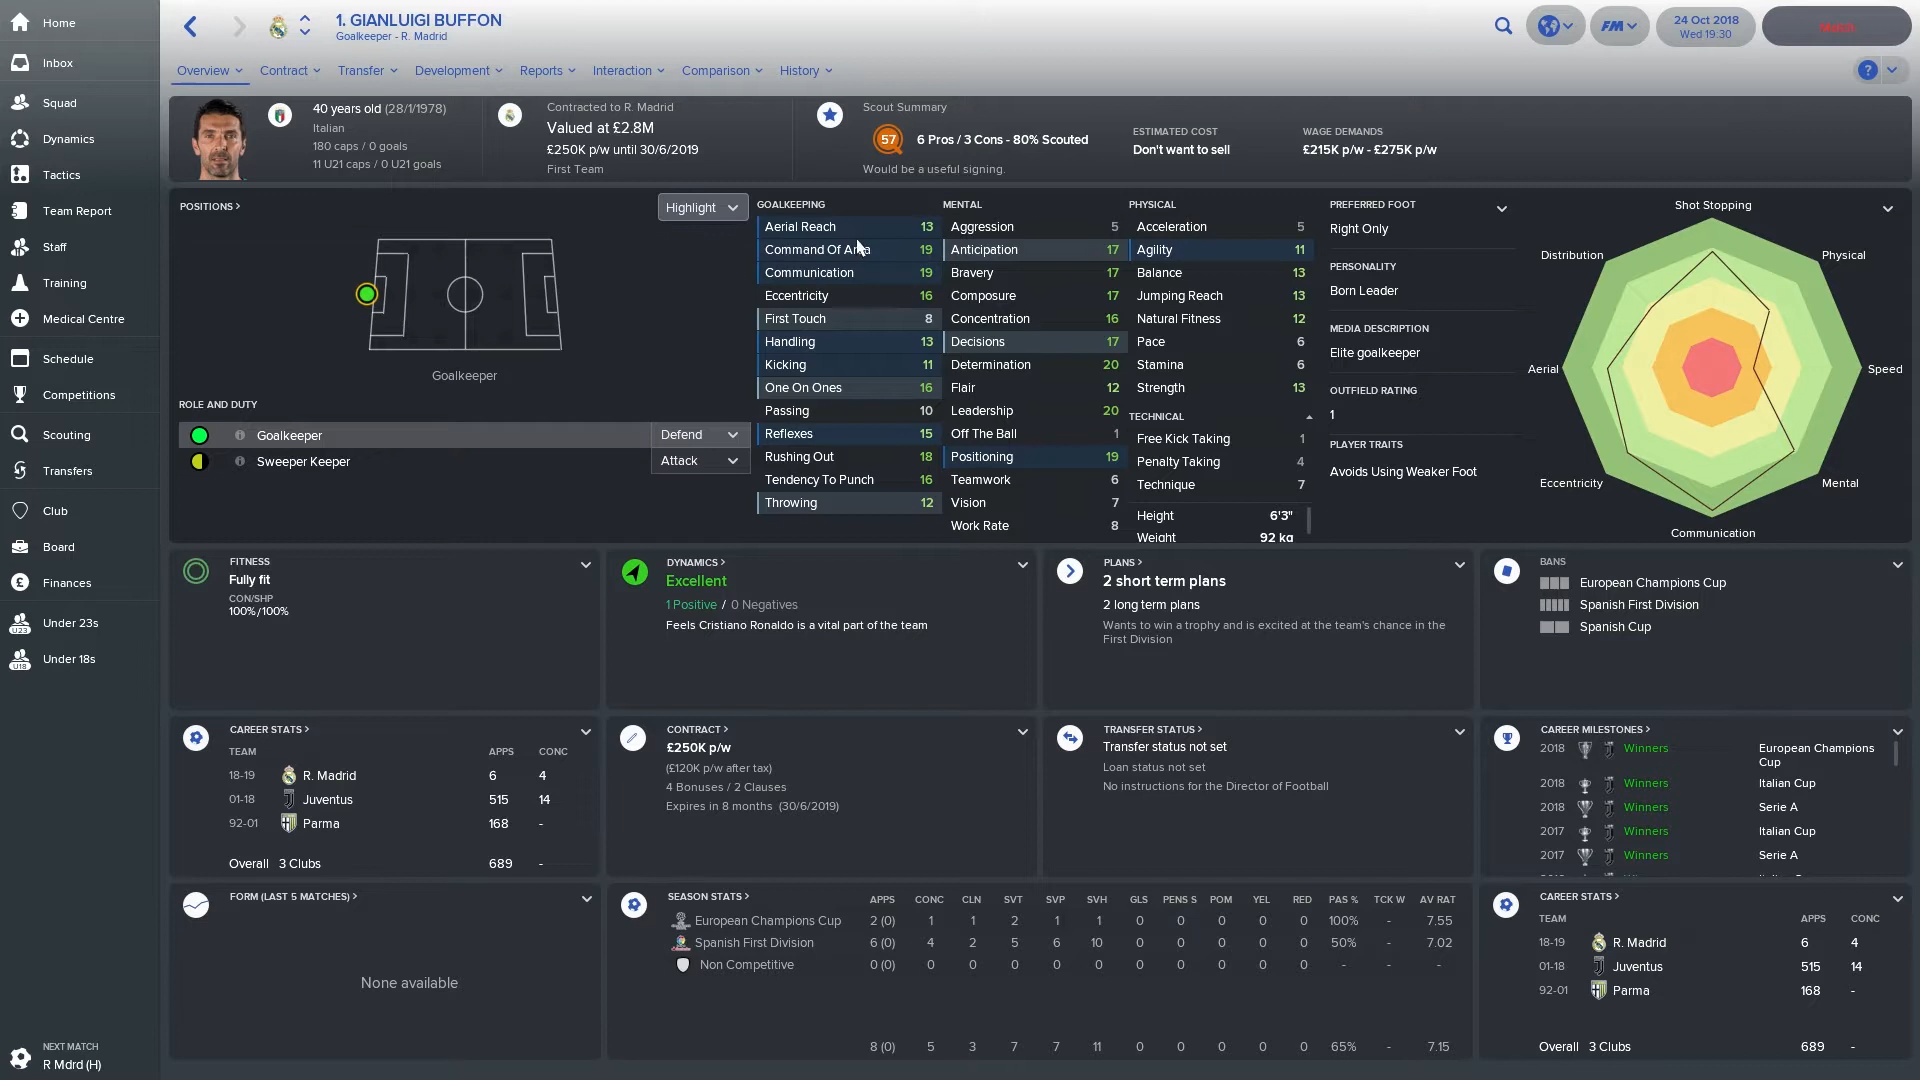 Home
Inbox
Squad
Dynamics
Tactics
Team Report
Staff
Training
Medical Centre
Schedule
Competitions
Scouting
Transfers
Club
Board
Finances
U23
Under 23s
U18
Under 18s
NEXT MATCH
R Mdrd (H)
1. GIANLUIGI BUFFON
Goalkeeper - R. Madrid
FM
24 Oct 2018
Wed 19:30
Match
Overview
Contract
Transfer
Development
Reports
Interaction
Comparison
History
?
40 years old (28/1/1978)
Italian
180 caps / 0 goals
11 U21 caps / 0 U21 goals
Contracted to R. Madrid
Valued at £2.8M
£250K p/w until 30/6/2019
First Team
Scout Summary
57 6 Pros / 3 Cons - 80% Scouted
Would be a useful signing.
ESTIMATED COST
Don't want to sell
WAGE DEMANDS
£215K p/w - £275K p/w
POSITIONS >
Highlight
Goalkeeper
ROLE AND DUTY
Goalkeeper Defend
Sweeper Keeper Attack
GOALKEEPING
Aerial Reach 13
Command Of Area 19
Communication 19
Eccentricity 16
First Touch 8
Handling 13
Kicking 11
One On Ones 16
Passing 10
Reflexes 15
Rushing Out 18
Tendency To Punch 16
Throwing 12
MENTAL
Aggression 5
Anticipation 17
Bravery 17
Composure 17
Concentration 16
Decisions 17
Determination 20
Flair 12
Leadership 20
Off The Ball 1
Positioning 19
Teamwork 6
Vision 7
Work Rate 8
PHYSICAL
Acceleration 5
Agility 11
Balance 13
Jumping Reach 13
Natural Fitness 12
Pace 6
Stamina 6
Strength 13
TECHNICAL
Free Kick Taking 1
Penalty Taking 4
Technique 7
Height 6'3"
Weight 92 kg
PREFERRED FOOT
Right Only
PERSONALITY
Born Leader
MEDIA DESCRIPTION
Elite goalkeeper
OUTFIELD RATING
1
PLAYER TRAITS
Avoids Using Weaker Foot
Shot Stopping
Distribution
Physical
Aerial
Speed
Eccentricity
Mental
Communication
FITNESS
Fully fit
CON/SHP
100%/100%
DYNAMICS >
Excellent
1 Positive / 0 Negatives
Feels Cristiano Ronaldo is a vital part of the team
PLANS >
2 short term plans
2 long term plans
Wants to win a trophy and is excited at the team's chance in the
First Division
BANS
European Champions Cup
Spanish First Division
Spanish Cup
CAREER STATS >
TEAM APPS CONC
18-19 R. Madrid 6 4
01-18 Juventus 515 14
92-01 Parma 168 -
Overall 3 Clubs 689 -
CONTRACT >
£250K p/w
(£120K p/w after tax)
4 Bonuses / 2 Clauses
Expires in 8 months (30/6/2019)
TRANSFER STATUS >
Transfer status not set
Loan status not set
No instructions for the Director of Football
CAREER MILESTONES >
2018 Winners European Champions
Cup
2018 Winners Italian Cup
2018 Winners Serie A
2017 Winners Italian Cup
2017 Winners Serie A
FORM (LAST 5 MATCHES) >
None available
SEASON STATS > APPS CONC CLN SVT SVP SVH GLS PENS S POM YEL RED PAS % TCK W AV RAT
European Champions Cup 2 (0) 1 1 2 1 1 0 0 0 0 0 100% - 7.55
Spanish First Division 6 (0) 4 2 5 6 10 0 0 0 0 0 50% - 7.02
Non Competitive 0 (0) 0 0 0 0 0 0 0 0 0 0 - - -
8 (0) 5 3 7 7 11 0 0 0 0 0 65% - 7.15
CAREER STATS >
TEAM APPS CONC
18-19 R. Madrid 6 4
01-18 Juventus 515 14
92-01 Parma 168 -
Overall 3 Clubs 689 -